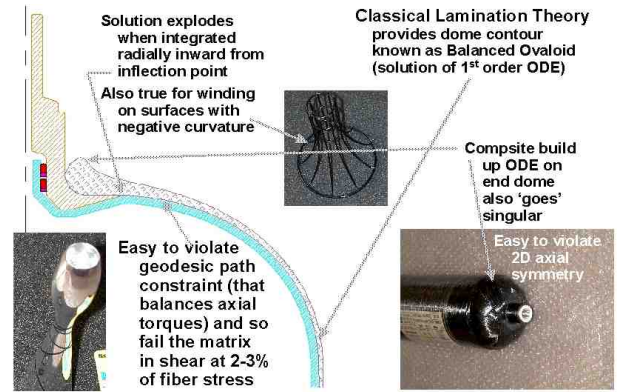 Solution explodes
when integrated
radially inward from
inflection point
Also true for winding
on surfaces with
negative curvature
Classical Lamination Theory
provides dome contour
known as Balanced Ovaloid
(solution of 1st order ODE)
Compsite build
up ODE on
end dome
also 'goes'
singular
Easy to violate
geodesic path
constraint (that
balances axial
torques) and so
fail the matrix
in shear at 2-3%
of fiber stress
Easy to violate
2D axial
symmetry